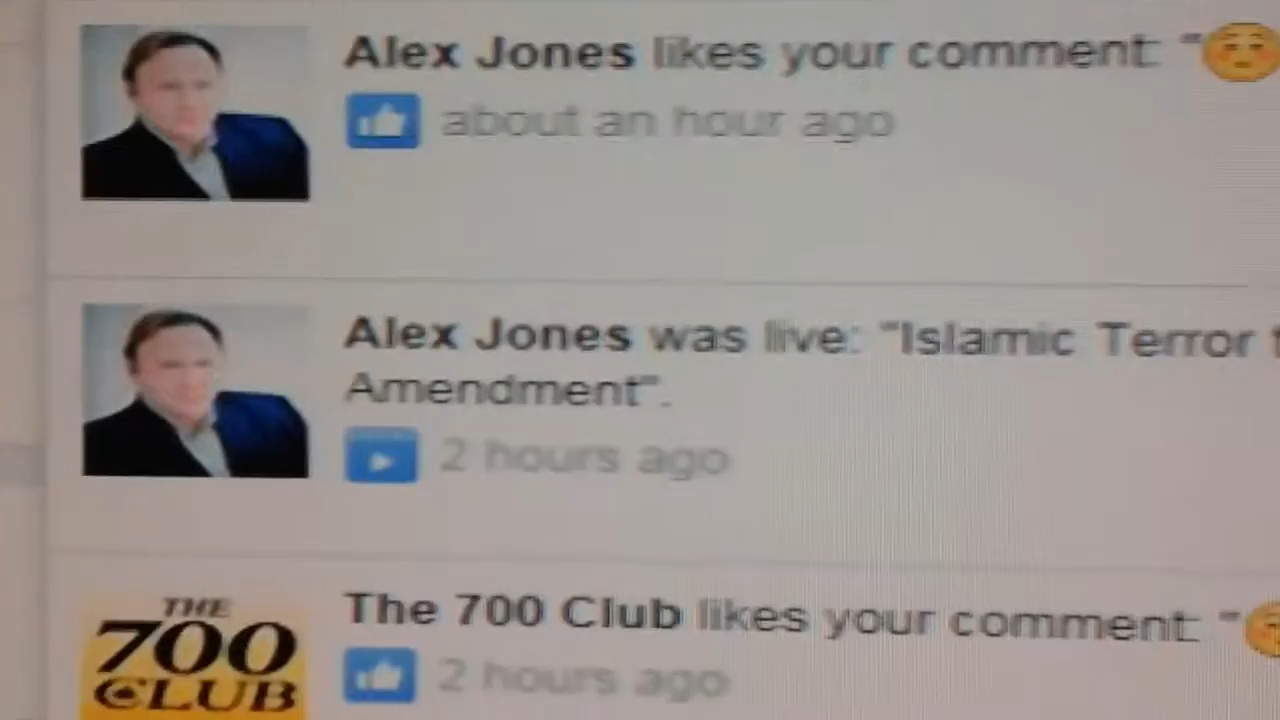 Alex Jones likes your comment: "☺
about an hour ago
Alex Jones was live: "Islamic Terror
Amendment".
2 hours ago
THE
700
CLUB
The 700 Club likes your comment: "
2 hours ago